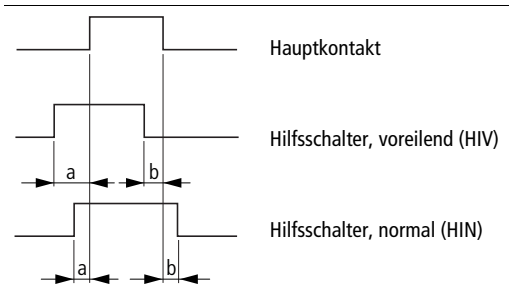 Hauptkontakt
Hilfsschalter, voreilend (HIV)
a b
Hilfsschalter, normal (HIN)
a b